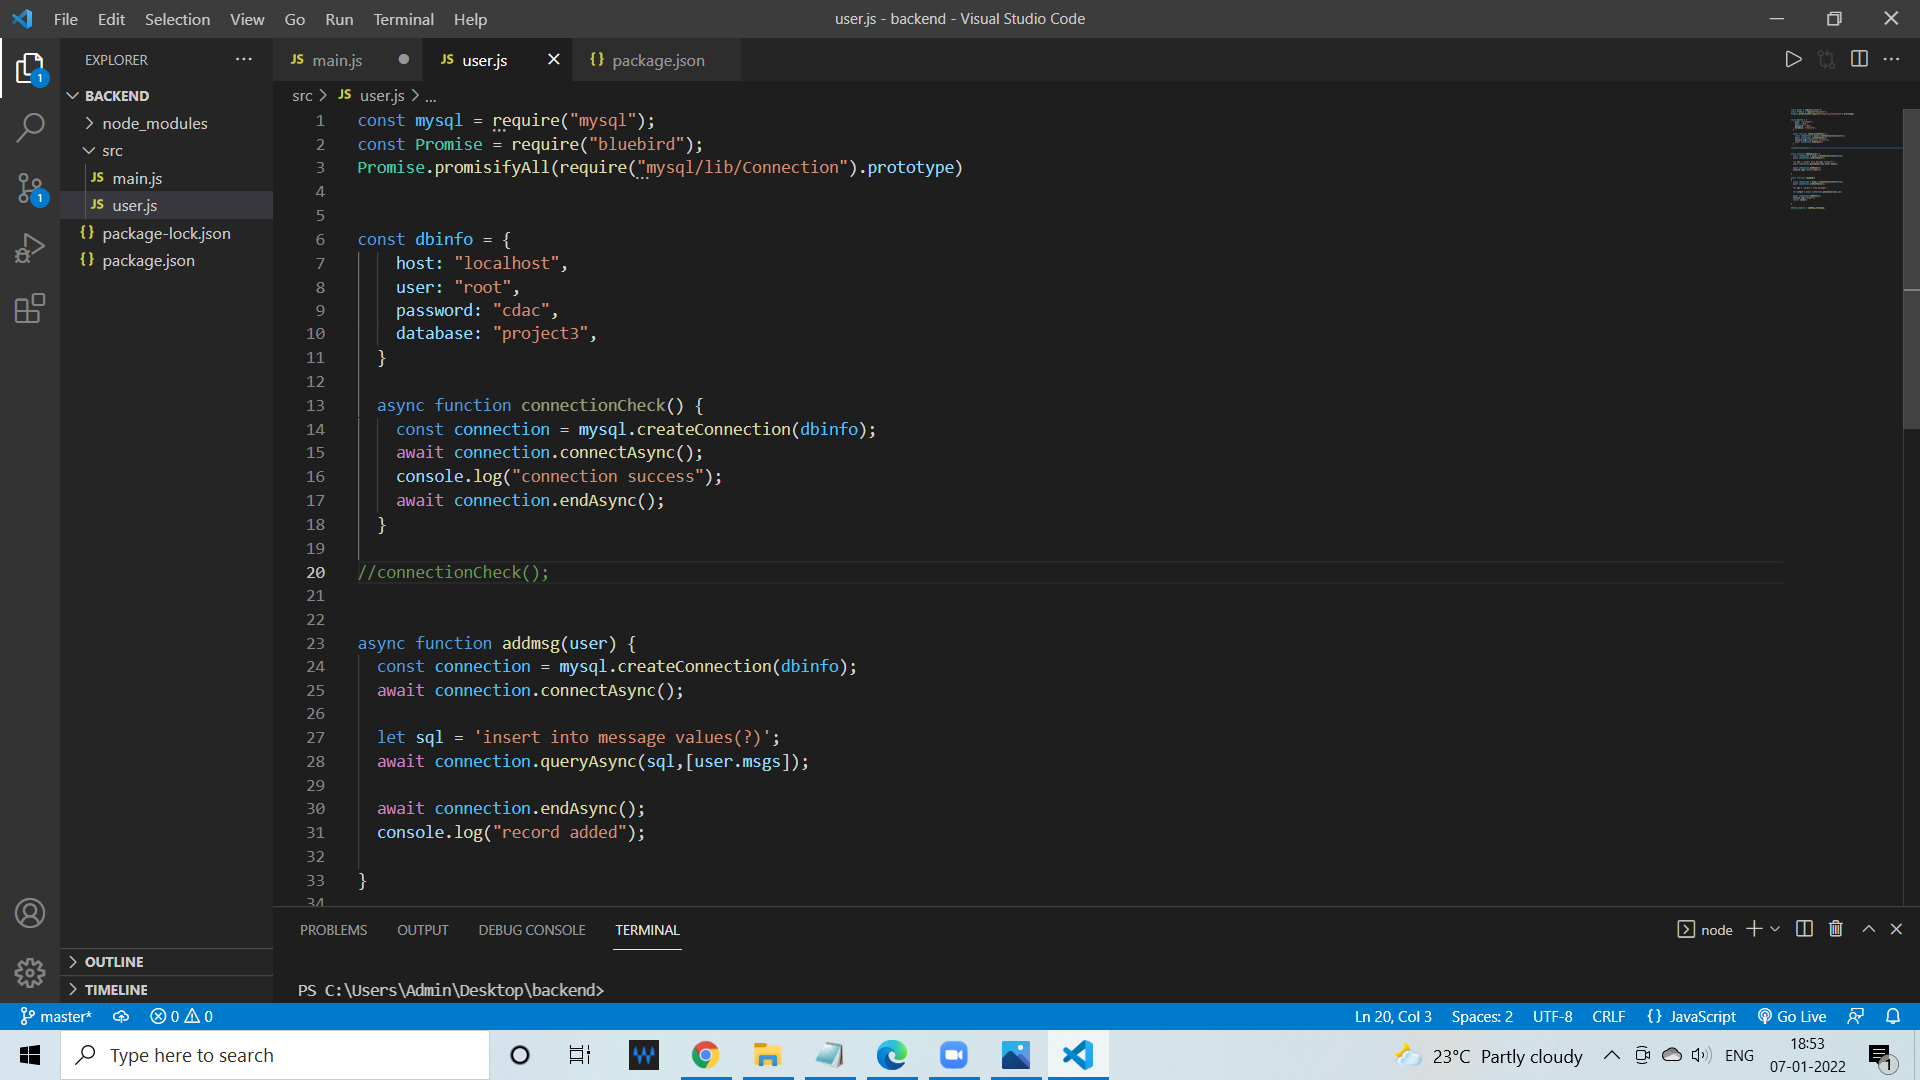 File Edit Selection View Go Run Terminal Help
user.js - backend - Visual Studio Code
EXPLORER
JS main.js
JS user.js
{} package.json
BACKEND
node_modules
src
JS main.js
JS user.js
{} package-lock.json
{} package.json
src > JS user.js > ...
1 const mysql = require("mysql");
2 const Promise = require("bluebird");
3 Promise.promisifyAll(require("mysql/lib/Connection").prototype)
4
5
6 const dbinfo = {
7 host: "localhost",
8 user: "root",
9 password: "cdac",
10 database: "project3",
11 }
12
13 async function connectionCheck() {
14 const connection = mysql.createConnection(dbinfo);
15 await connection.connectAsync();
16 console.log("connection success");
17 await connection.endAsync();
18 }
19
20 //connectionCheck();
21
22
23 async function addmsg(user) {
24 const connection = mysql.createConnection(dbinfo);
25 await connection.connectAsync();
26
27 let sql = 'insert into message values(?)';
28 await connection.queryAsync(sql,[user.msgs]);
29
30 await connection.endAsync();
31 console.log("record added");
32
33 }
34
1
1
OUTLINE
TIMELINE
PROBLEMS OUTPUT DEBUG CONSOLE TERMINAL
node
PS C:\Users\Admin\Desktop\backend>
master* 0 0
Ln 20, Col 3 Spaces: 2 UTF-8 CRLF {} JavaScript Go Live
Type here to search
23°C Partly cloudy
ENG
18:53
07-01-2022
1